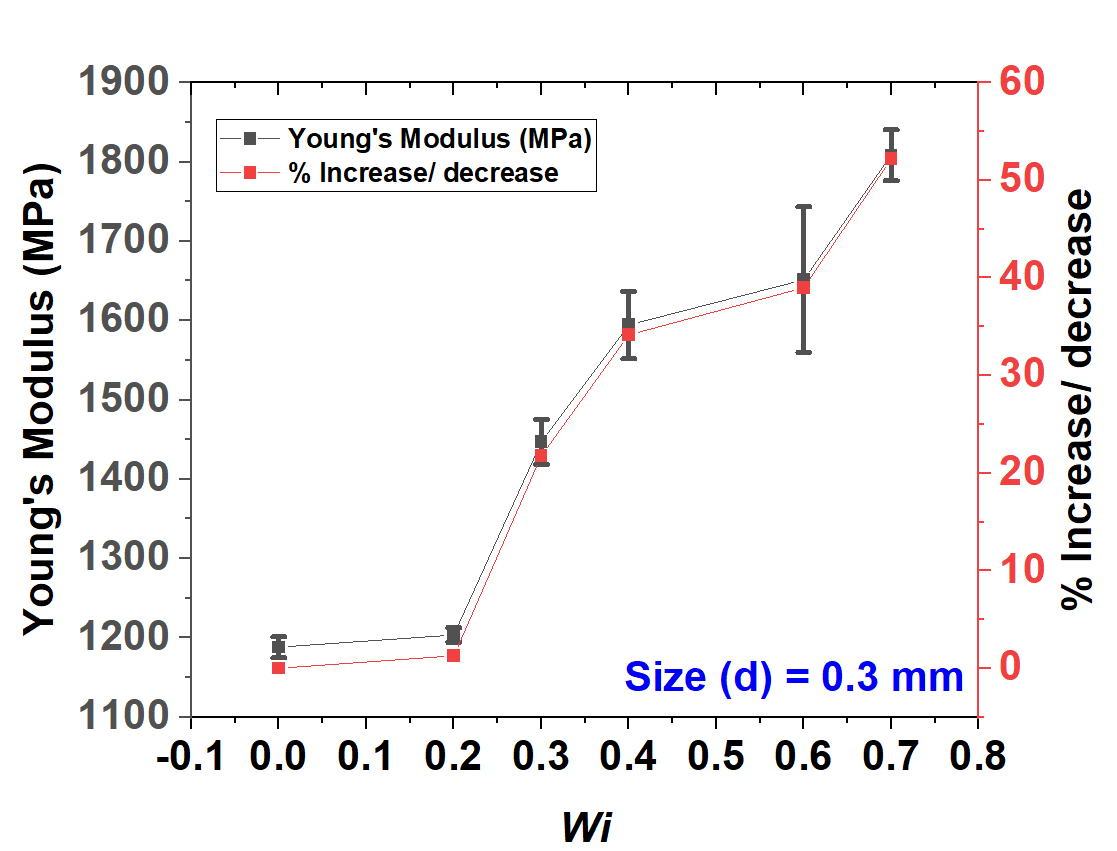 Young's Modulus (MPa)
% Increase/ decrease
1900
1800
1700
1600
1500
1400
1300
1200
1100
Young's Modulus (MPa)
60
50
40
30
20
10
0
% Increase/ decrease
Size (d) = 0.3 mm
-0.1 0.0 0.1 0.2 0.3 0.4 0.5 0.6 0.7 0.8
Wi